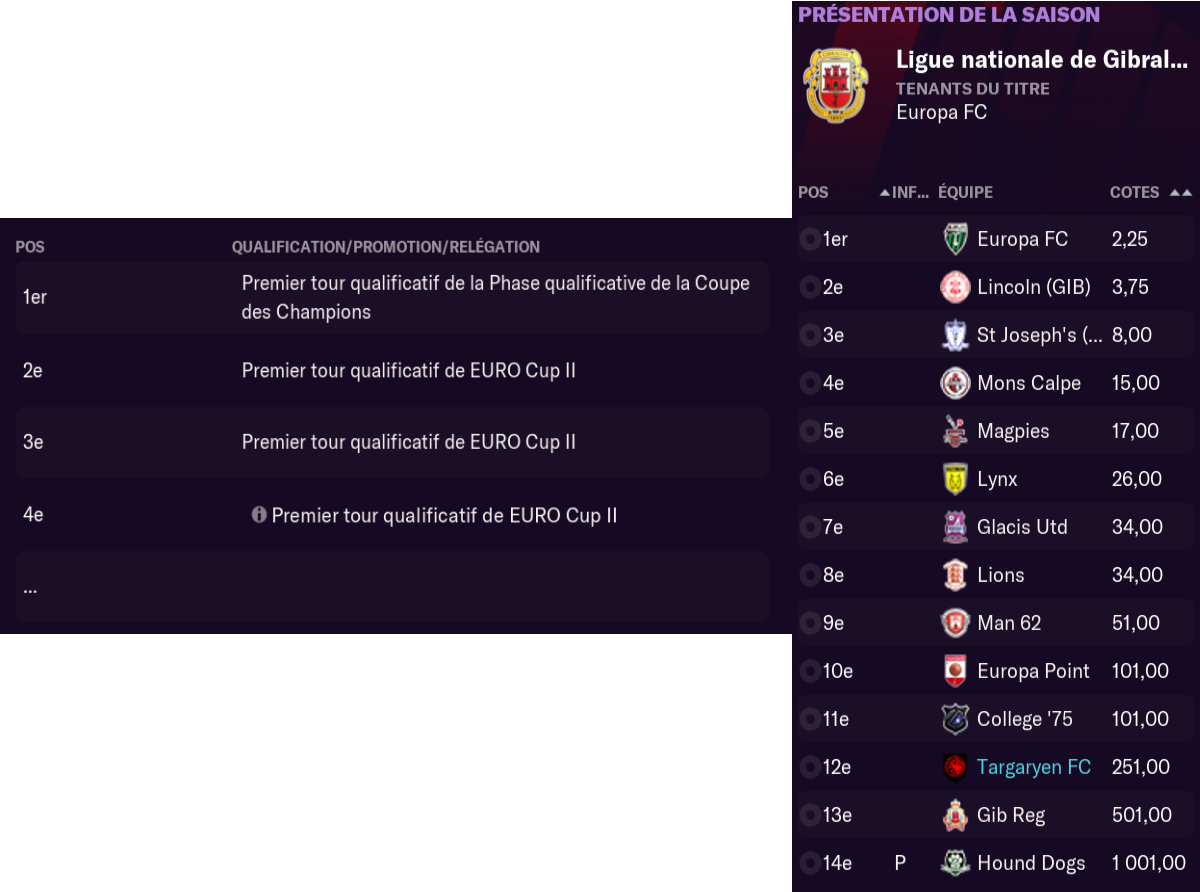 POS QUALIFICATION/PROMOTION/RELÉGATION
1er Premier tour qualificatif de la Phase qualificative de la Coupe
des Champions
2e Premier tour qualificatif de EURO Cup II
3e Premier tour qualificatif de EURO Cup II
4e Premier tour qualificatif de EURO Cup II
...
PRÉSENTATION DE LA SAISON
Ligue nationale de Gibral...
TENANTS DU TITRE
Europa FC
POS INF... ÉQUIPE COTES
1er Europa FC 2,25
2e Lincoln (GIB) 3,75
3e St Joseph's (... 8,00
4e Mons Calpe 15,00
5e Magpies 17,00
6e Lynx 26,00
7e Glacis Utd 34,00
8e Lions 34,00
9e Man 62 51,00
10e Europa Point 101,00
11e College '75 101,00
12e Targaryen FC 251,00
13e Gib Reg 501,00
14e P Hound Dogs 1 001,00